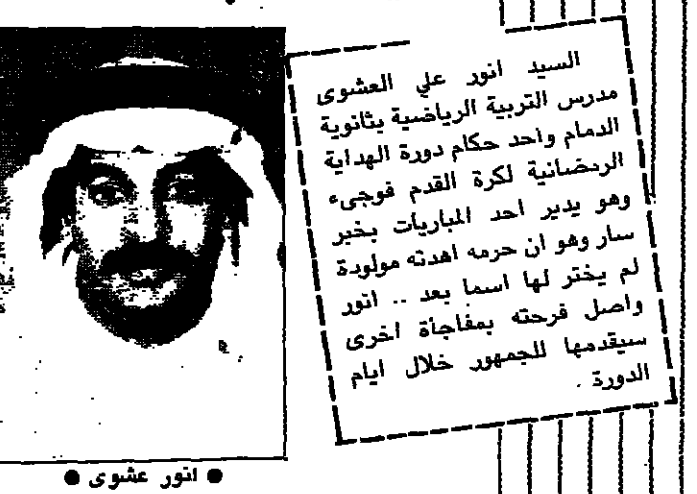 السيد انور علي العشوى
مدرس التربية الرياضية بثانوية
الدمام واحد حكام دورة الهداية
الرمضانية لكرة القدم فوجىء
وهو يدير احد المباريات بخبر
سار وهو ان حرمه اهدته مولودة
لم يختر لها اسما بعد .. انور
واصل فرحته بمفاجأة اخرى
سيقدمها للجمهور خلال ايام
الدورة .
● انور عشوى ●